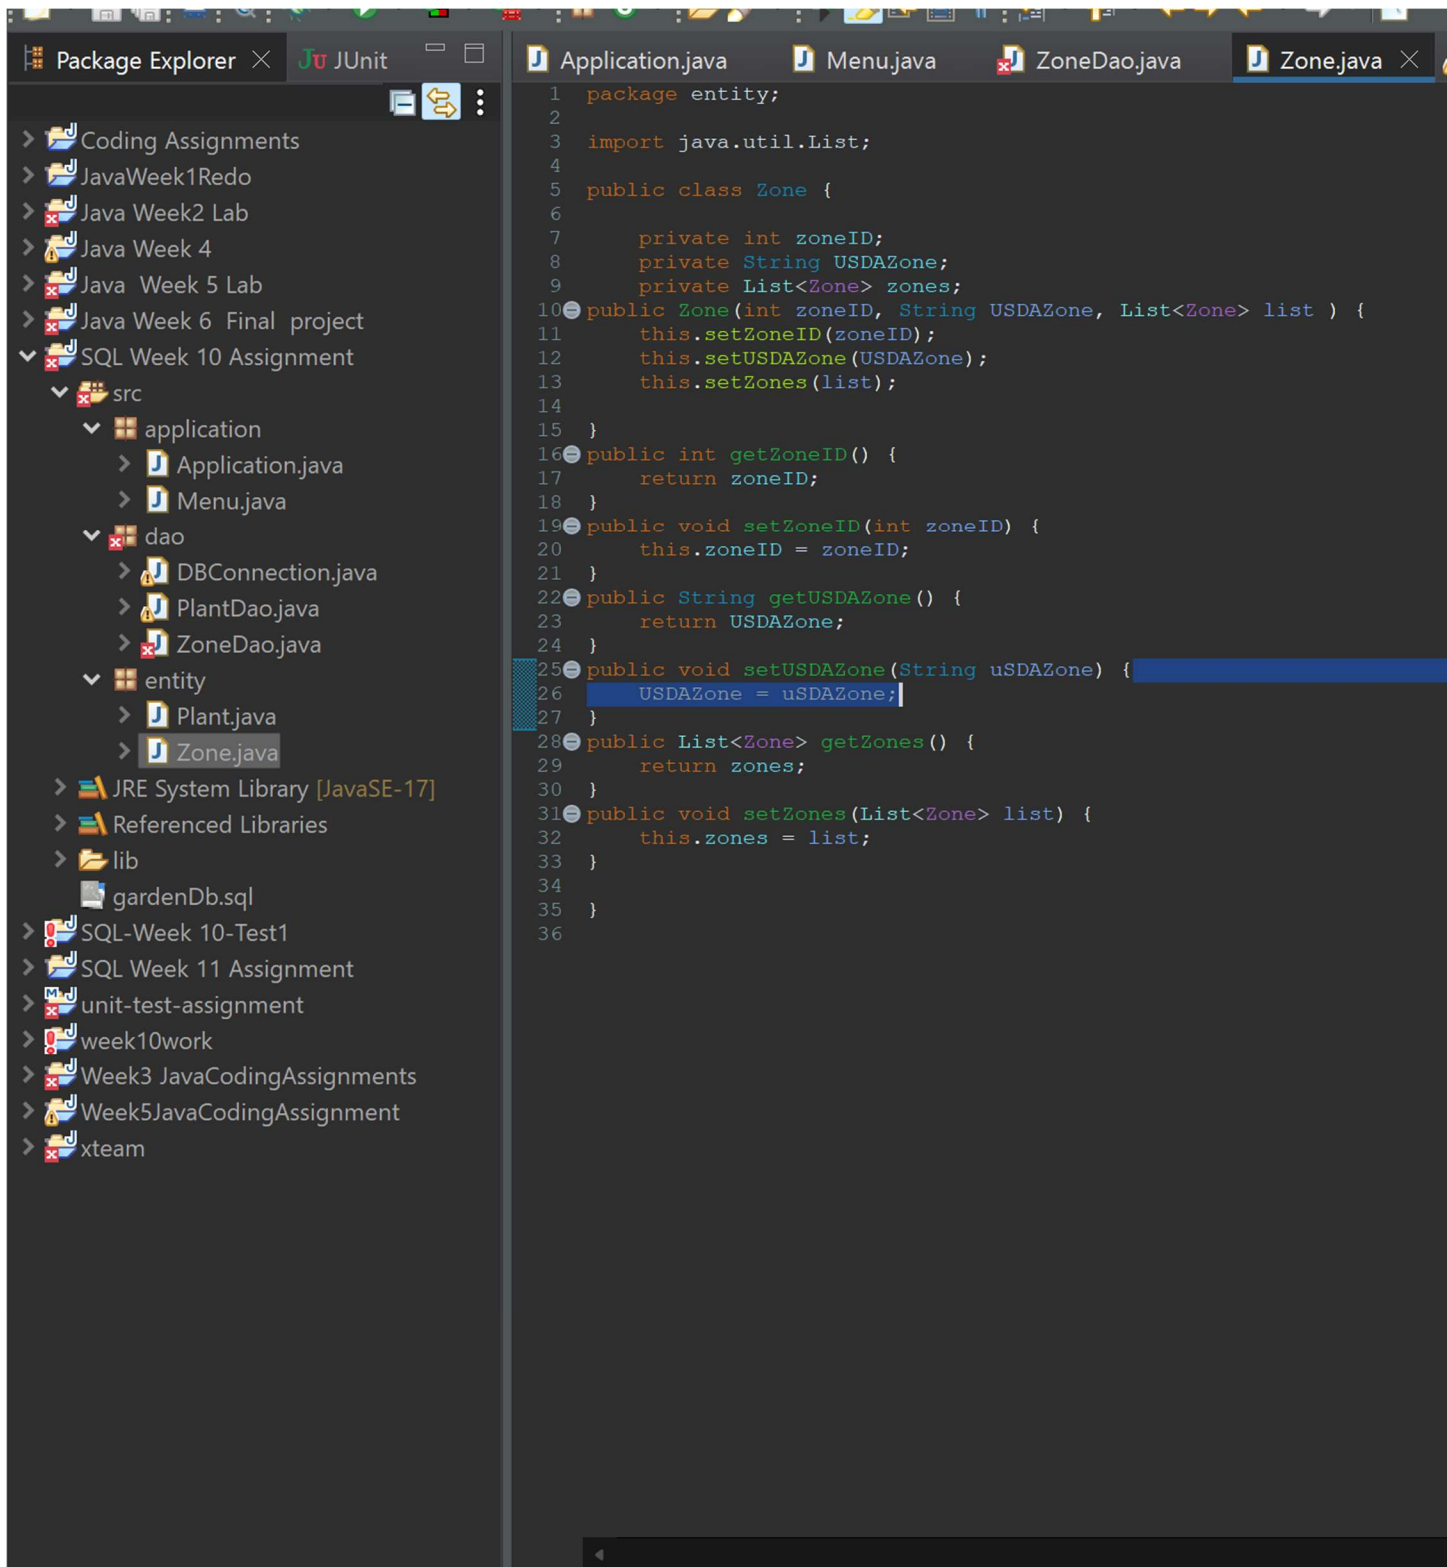 Package Explorer
JUnit
Application.java
Menu.java
ZoneDao.java
Zone.java
Coding Assignments
JavaWeek1Redo
Java Week2 Lab
Java Week 4
Java  Week 5 Lab
Java Week 6  Final  project
SQL Week 10 Assignment
src
application
Application.java
Menu.java
dao
DBConnection.java
PlantDao.java
ZoneDao.java
entity
Plant.java
Zone.java
JRE System Library [JavaSE-17]
Referenced Libraries
lib
gardenDb.sql
SQL-Week 10-Test1
SQL Week 11 Assignment
unit-test-assignment
week10work
Week3 JavaCodingAssignments
Week5JavaCodingAssignment
xteam
1 package entity;
2
3 import java.util.List;
4
5 public class Zone {
6
7     private int zoneID;
8     private String USDAZone;
9     private List<Zone> zones;
10 public Zone(int zoneID, String USDAZone, List<Zone> list ) {
11     this.setZoneID(zoneID);
12     this.setUSDAZone(USDAZone);
13     this.setZones(list);
14
15 }
16 public int getZoneID() {
17     return zoneID;
18 }
19 public void setZoneID(int zoneID) {
20     this.zoneID = zoneID;
21 }
22 public String getUSDAZone() {
23     return USDAZone;
24 }
25 public void setUSDAZone(String uSDAZone) {
26     USDAZone = uSDAZone;
27 }
28 public List<Zone> getZones() {
29     return zones;
30 }
31 public void setZones(List<Zone> list) {
32     this.zones = list;
33 }
34
35 }
36